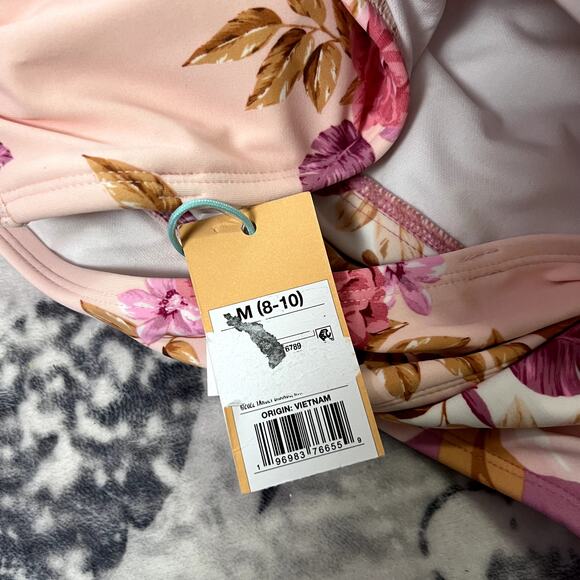 M (8-10)
6789
ORIGIN: VIETNAM
1 96983 76655 9